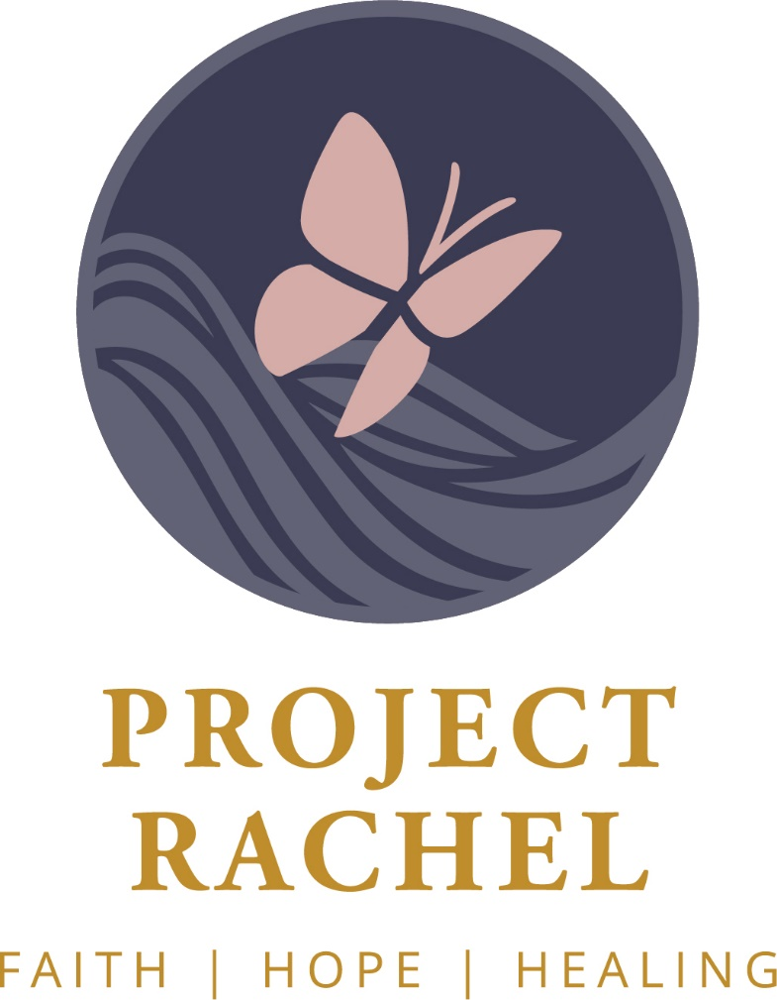 PROJECT
RACHEL
FAITH | HOPE | HEALING